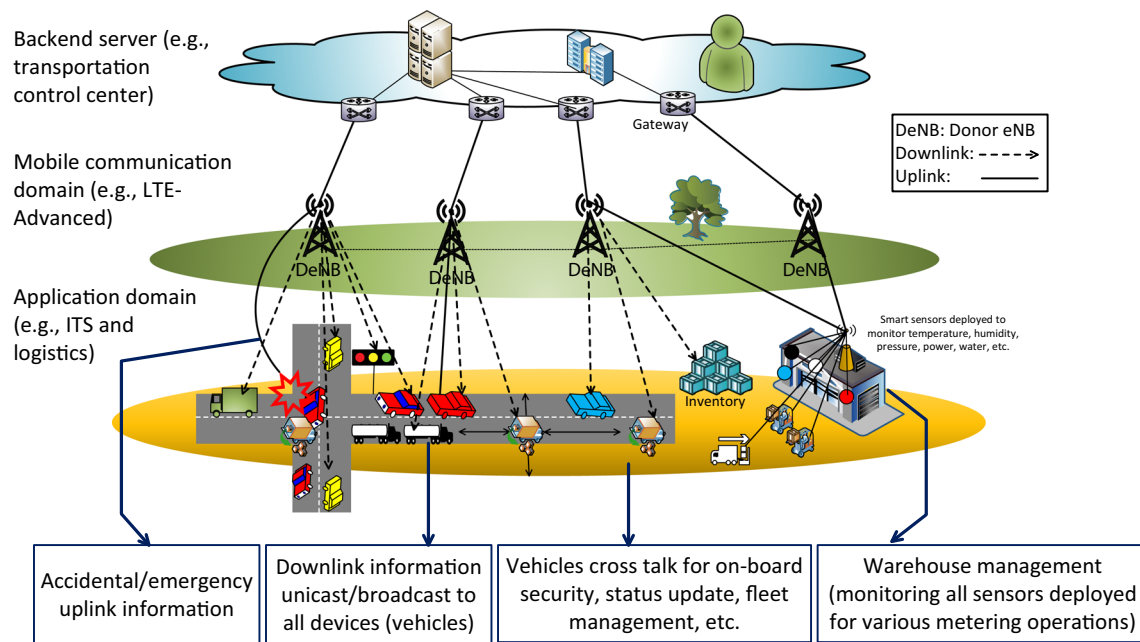 Backend server (e.g.,
transportation
control center)
Gateway
DeNB: Donor eNB
Downlink:
Uplink:
Mobile communication
domain (e.g., LTE-
Advanced)
DeNB
DeNB
DeNB
DeNB
Application domain
(e.g., ITS and
logistics)
Smart sensors deployed to
monitor temperature, humidity,
pressure, power, water, etc.
Inventory
Accidental/emergency
uplink information
Downlink information
unicast/broadcast to
all devices (vehicles)
Vehicles cross talk for on-board
security, status update, fleet
management, etc.
Warehouse management
(monitoring all sensors deployed
for various metering operations)